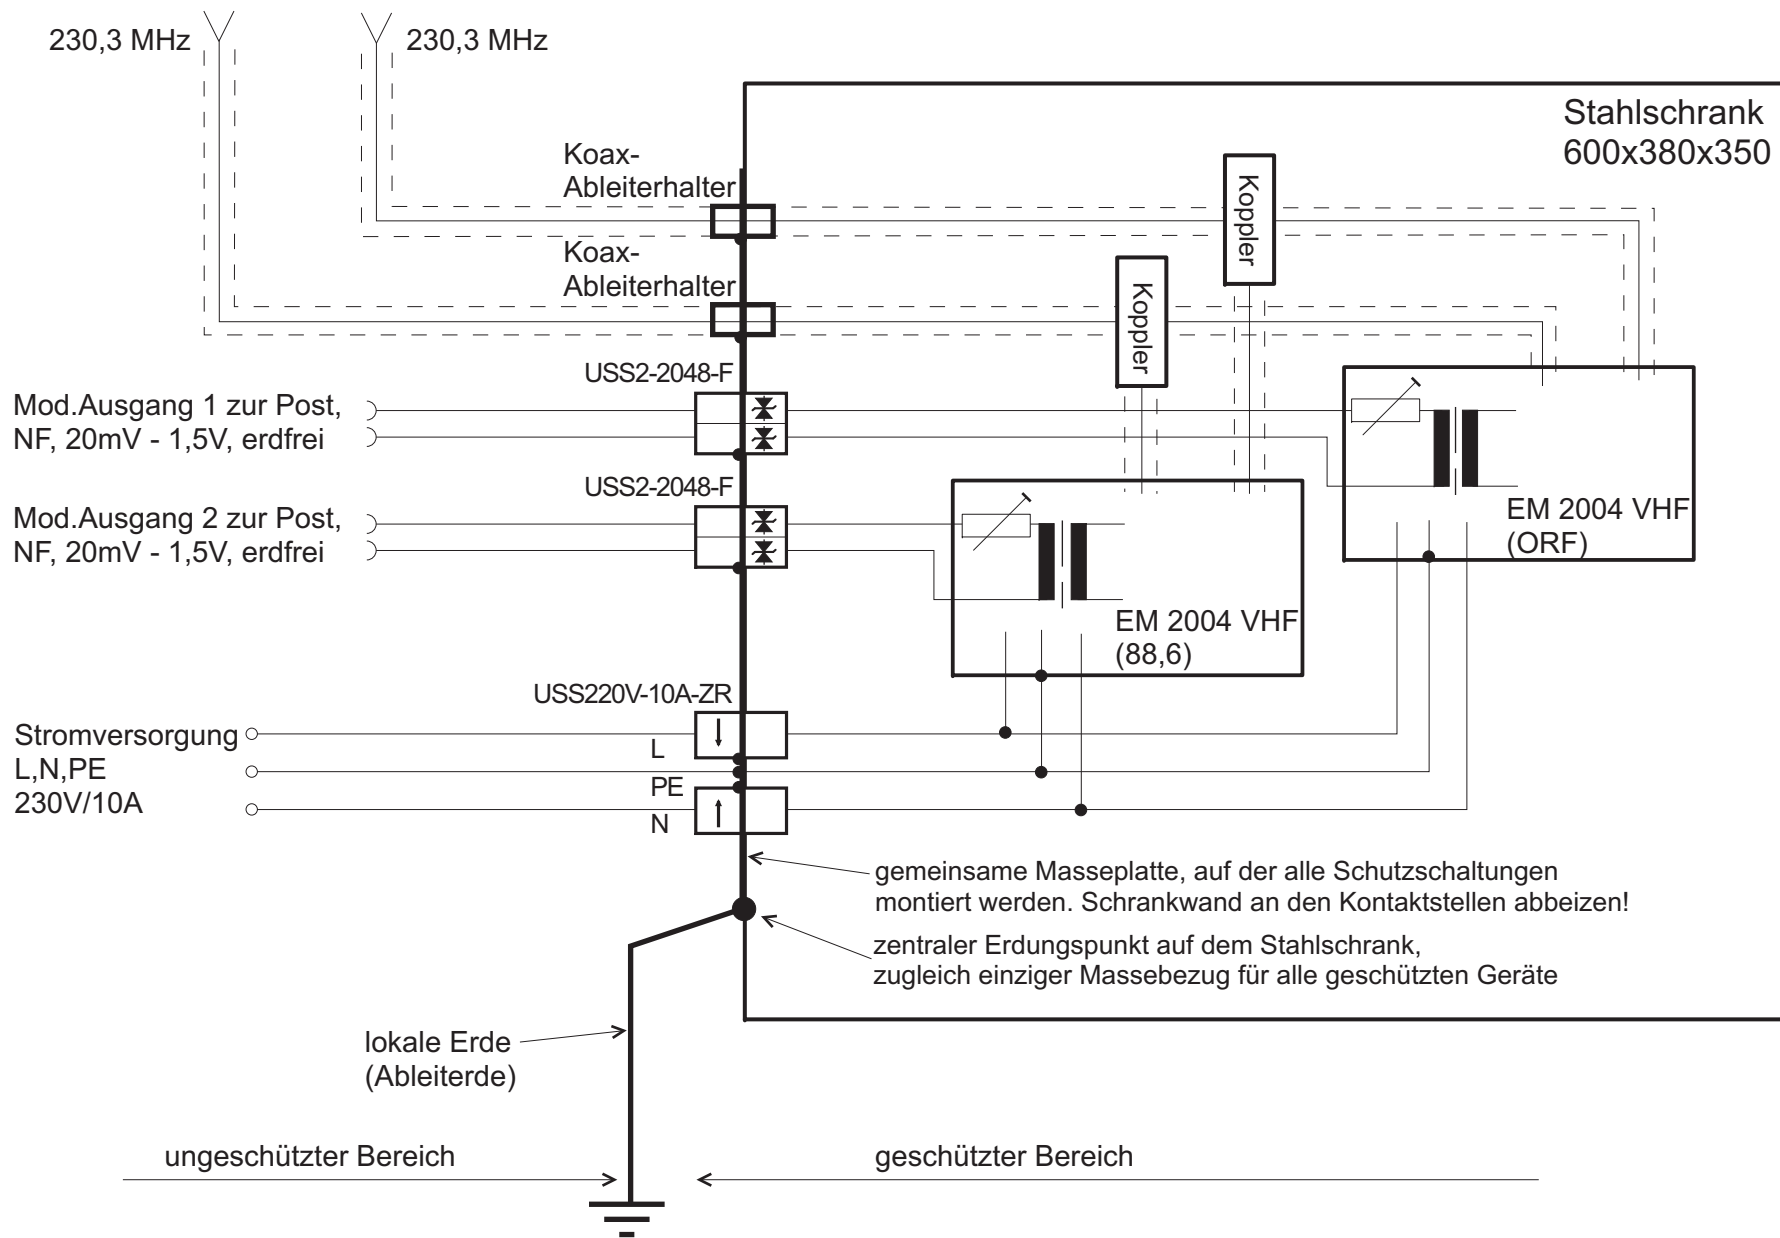 230,3 MHz
230,3 MHz
Stahlschrank
600x380x350
Koax-
Ableiterhalter
Koppler
Koax-
Ableiterhalter
Koppler
USS2-2048-F
Mod.Ausgang 1 zur Post,
NF, 20mV - 1,5V, erdfrei
USS2-2048-F
Mod.Ausgang 2 zur Post,
NF, 20mV - 1,5V, erdfrei
EM 2004 VHF
(ORF)
EM 2004 VHF
(88,6)
USS220V-10A-ZR
Stromversorgung
L,N,PE
230V/10A
L
PE
N
gemeinsame Masseplatte, auf der alle Schutzschaltungen
montiert werden. Schrankwand an den Kontaktstellen abbeizen!
zentraler Erdungspunkt auf dem Stahlschrank,
zugleich einziger Massebezug für alle geschützten Geräte
lokale Erde
(Ableiterde)
ungeschützter Bereich
geschützter Bereich